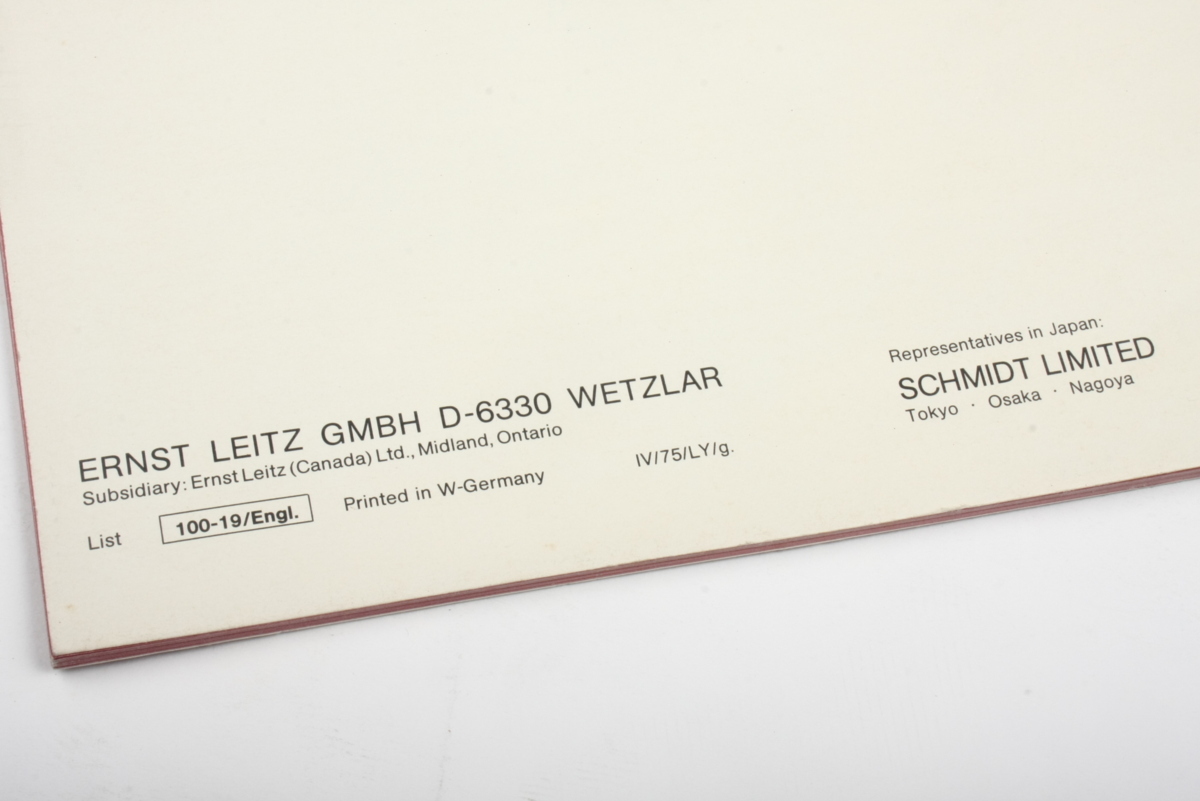 ERNST LEITZ GMBH D-6330 WETZLAR
Subsidiary: Ernst Leitz (Canada) Ltd., Midland, Ontario
List 100-19/Engl. Printed in W-Germany IV/75/LY/g.
Representatives in Japan:
SCHMIDT LIMITED
Tokyo · Osaka · Nagoya